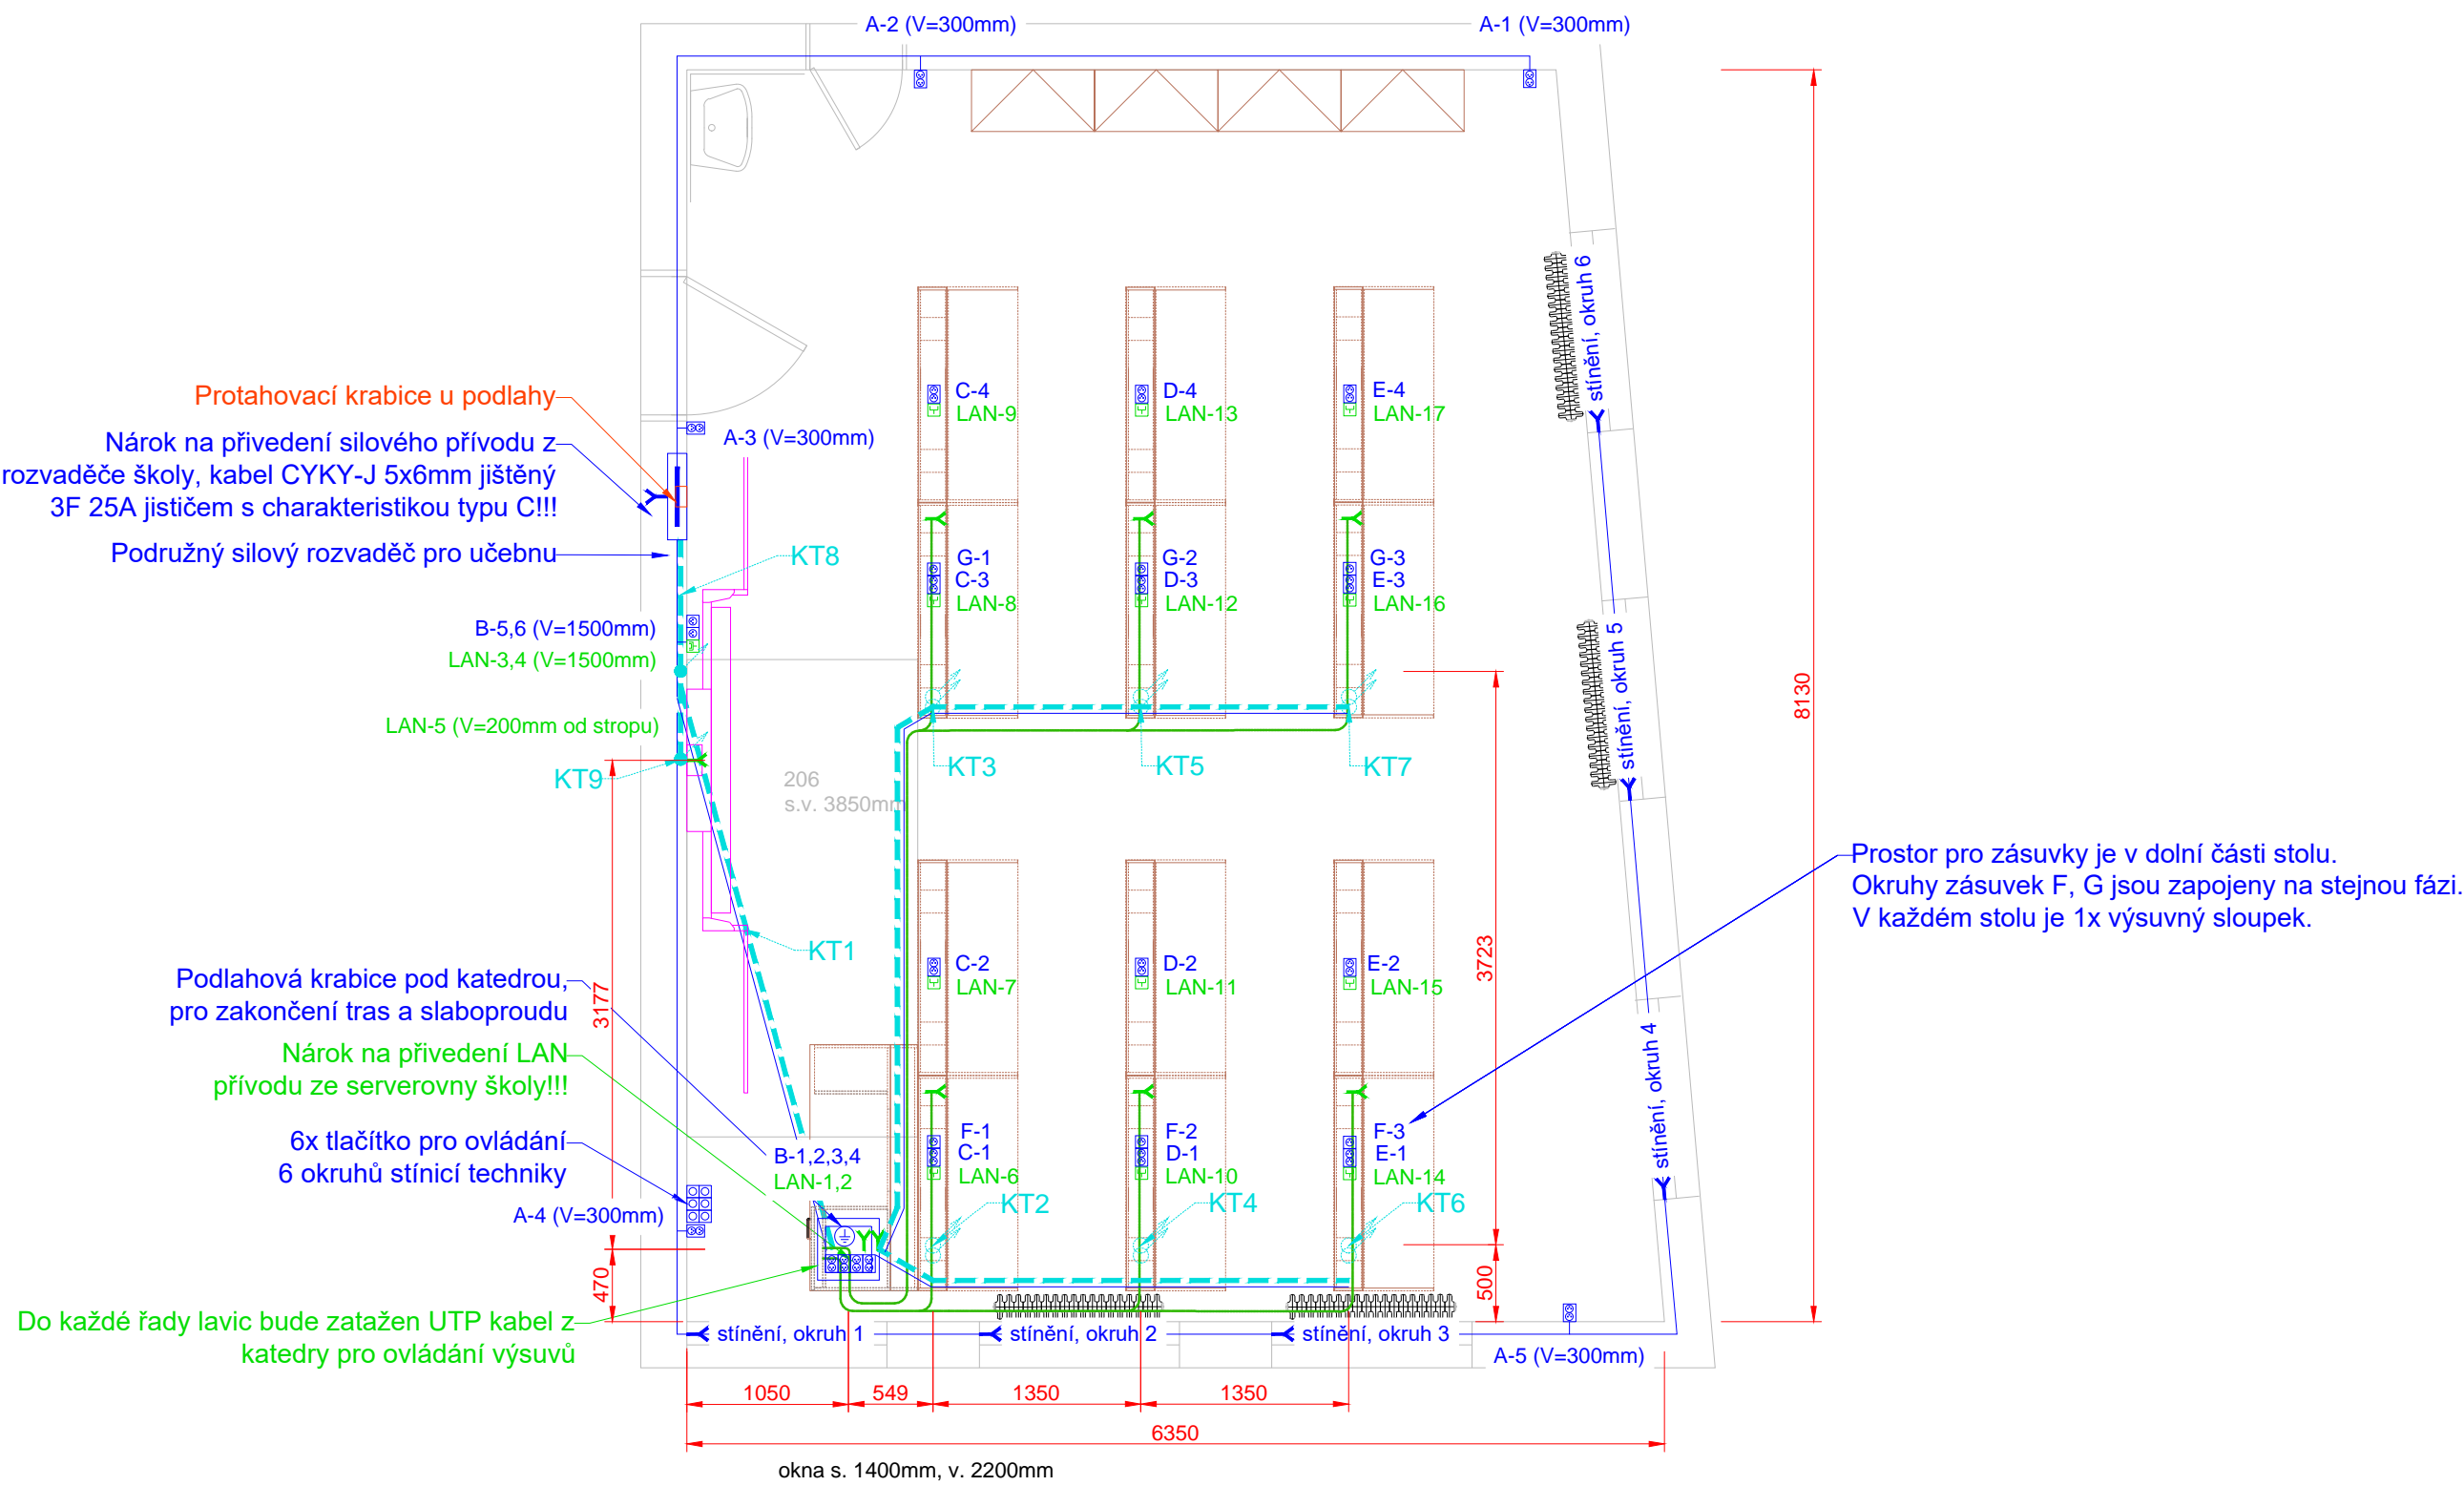 A-2 (V=300mm)
A-1 (V=300mm)
stínění, okruh 6
Protahovací krabice u podlahy
Nárok na přivedení silového přívodu z
rozvaděče školy, kabel CYKY-J 5x6mm jištěný
3F 25A jističem s charakteristikou typu C!!!
Podružný silový rozvaděč pro učebnu
A-3 (V=300mm)
C-4
LAN-9
D-4
LAN-13
E-4
LAN-17
KT8
G-1
C-3
LAN-8
G-2
D-3
LAN-12
G-3
E-3
LAN-16
B-5,6 (V=1500mm)
LAN-3,4 (V=1500mm)
LAN-5 (V=200mm od stropu)
KT9
stínění, okruh 5
8130
KT3
KT5
KT7
206
s.v. 3850mm
Prostor pro zásuvky je v dolní části stolu.
Okruhy zásuvek F, G jsou zapojeny na stejnou fázi.
V každém stolu je 1x výsuvný sloupek.
KT1
3723
3177
C-2
LAN-7
D-2
LAN-11
E-2
LAN-15
Podlahová krabice pod katedrou,
pro zakončení tras a slaboproudu
Nárok na přivedení LAN
přívodu ze serverovny školy!!!
stínění, okruh 4
6x tlačítko pro ovládání
6 okruhů stínicí techniky
B-1,2,3,4
LAN-1,2
F-1
C-1
LAN-6
F-2
D-1
LAN-10
F-3
E-1
LAN-14
A-4 (V=300mm)
KT2
KT4
KT6
470
500
Do každé řady lavic bude zatažen UTP kabel z
katedry pro ovládání výsuvů
stínění, okruh 1
stínění, okruh 2
stínění, okruh 3
A-5 (V=300mm)
1050
549
1350
1350
6350
okna s. 1400mm, v. 2200mm